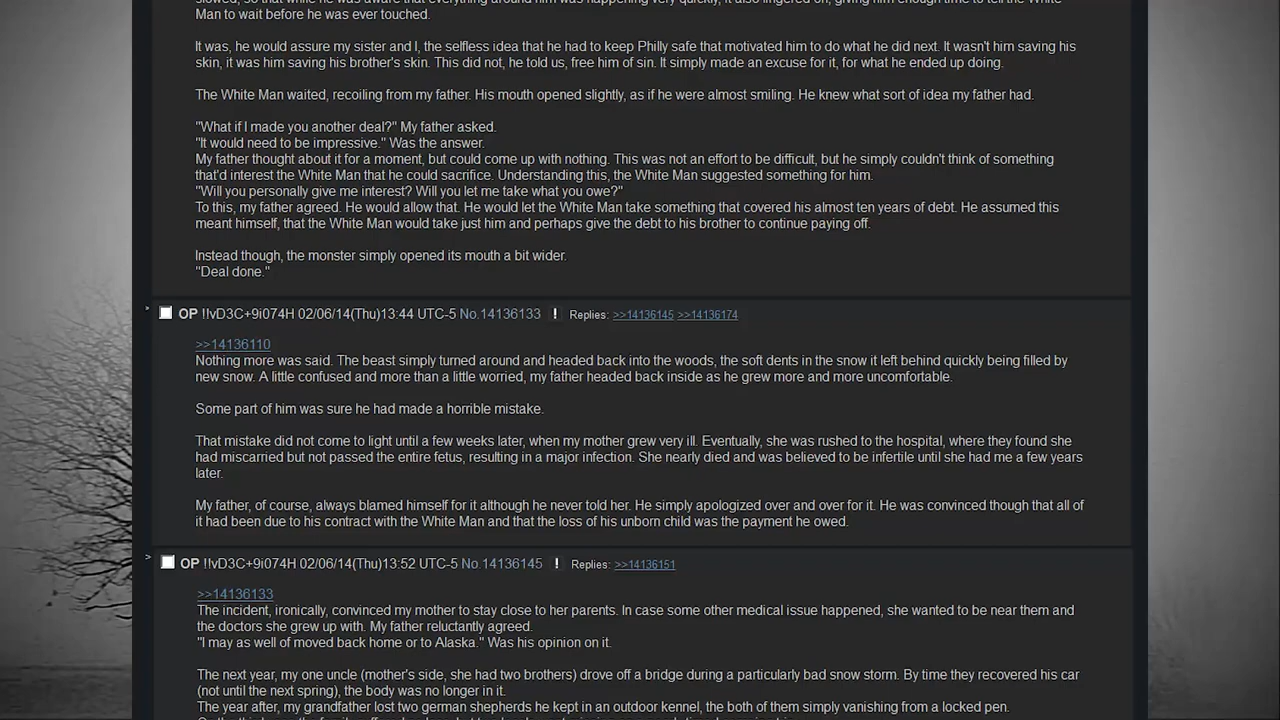 slowed, so that while he was aware that everything around him was happening very quickly, it also lingered on, giving him enough time to tell the White
Man to wait before he was ever touched.
It was, he would assure my sister and I, the selfless idea that he had to keep Philly safe that motivated him to do what he did next. It wasn't him saving his
skin, it was him saving his brother's skin. This did not, he told us, free him of sin. It simply made an excuse for it, for what he ended up doing.
The White Man waited, recoiling from my father. His mouth opened slightly, as if he were almost smiling. He knew what sort of idea my father had.
"What if I made you another deal?" My father asked.
"It would need to be impressive." Was the answer.
My father thought about it for a moment, but could come up with nothing. This was not an effort to be difficult, but he simply couldn't think of something
that'd interest the White Man that he could sacrifice. Understanding this, the White Man suggested something for him.
"Will you personally give me interest? Will you let me take what you owe?"
To this, my father agreed. He would allow that. He would let the White Man take something that covered his almost ten years of debt. He assumed this
meant himself, that the White Man would take just him and perhaps give the debt to his brother to continue paying off.
Instead though, the monster simply opened its mouth a bit wider.
"Deal done."
> OP !!vD3C+9i074H 02/06/14(Thu)13:44 UTC-5 No.14136133 ! Replies: >>14136145 >>14136174
>>14136110
Nothing more was said. The beast simply turned around and headed back into the woods, the soft dents in the snow it left behind quickly being filled by
new snow. A little confused and more than a little worried, my father headed back inside as he grew more and more uncomfortable.
Some part of him was sure he had made a horrible mistake.
That mistake did not come to light until a few weeks later, when my mother grew very ill. Eventually, she was rushed to the hospital, where they found she
had miscarried but not passed the entire fetus, resulting in a major infection. She nearly died and was believed to be infertile until she had me a few years
later.
My father, of course, always blamed himself for it although he never told her. He simply apologized over and over for it. He was convinced though that all of
it had been due to his contract with the White Man and that the loss of his unborn child was the payment he owed.
> OP !!vD3C+9i074H 02/06/14(Thu)13:52 UTC-5 No.14136145 ! Replies: >>14136151
>>14136133
The incident, ironically, convinced my mother to stay close to her parents. In case some other medical issue happened, she wanted to be near them and
the doctors she grew up with. My father reluctantly agreed.
"I may as well of moved back home or to Alaska." Was his opinion on it.
The next year, my one uncle (mother's side, she had two brothers) drove off a bridge during a particularly bad snow storm. By time they recovered his car
(not until the next spring), the body was no longer in it.
The year after, my grandfather lost two german shepherds he kept in an outdoor kennel, the both of them simply vanishing from a locked pen.